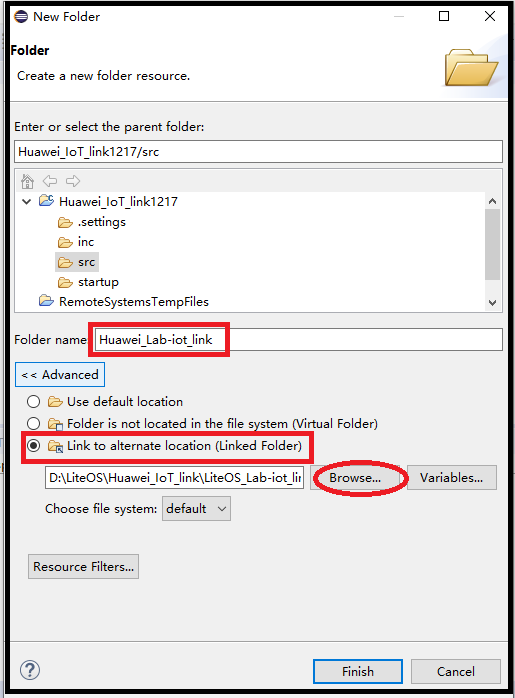 New Folder
Folder
Create a new folder resource.
Enter or select the parent folder:
Huawei_IoT_link1217/src
Huawei_IoT_link1217
.settings
inc
src
startup
RemoteSystemsTempFiles
Folder name:
Huawei_Lab-iot_link
<< Advanced
Use default location
Folder is not located in the file system (Virtual Folder)
Link to alternate location (Linked Folder)
D:\LiteOS\Huawei_IoT_link\LiteOS_Lab-iot_lin Browse... Variables...
Choose file system: default
Resource Filters...
? Finish Cancel